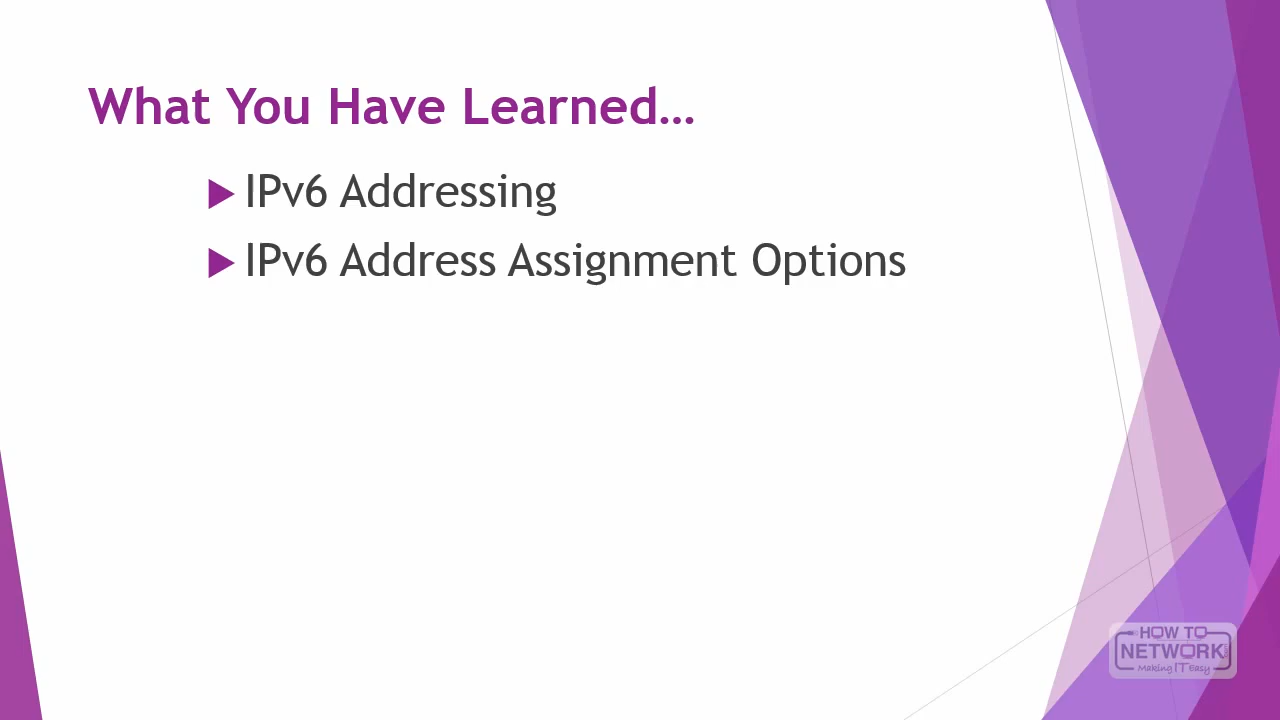 What You Have Learned…
IPv6 Addressing
IPv6 Address Assignment Options
HOW TO
NETWORK
Making IT Easy